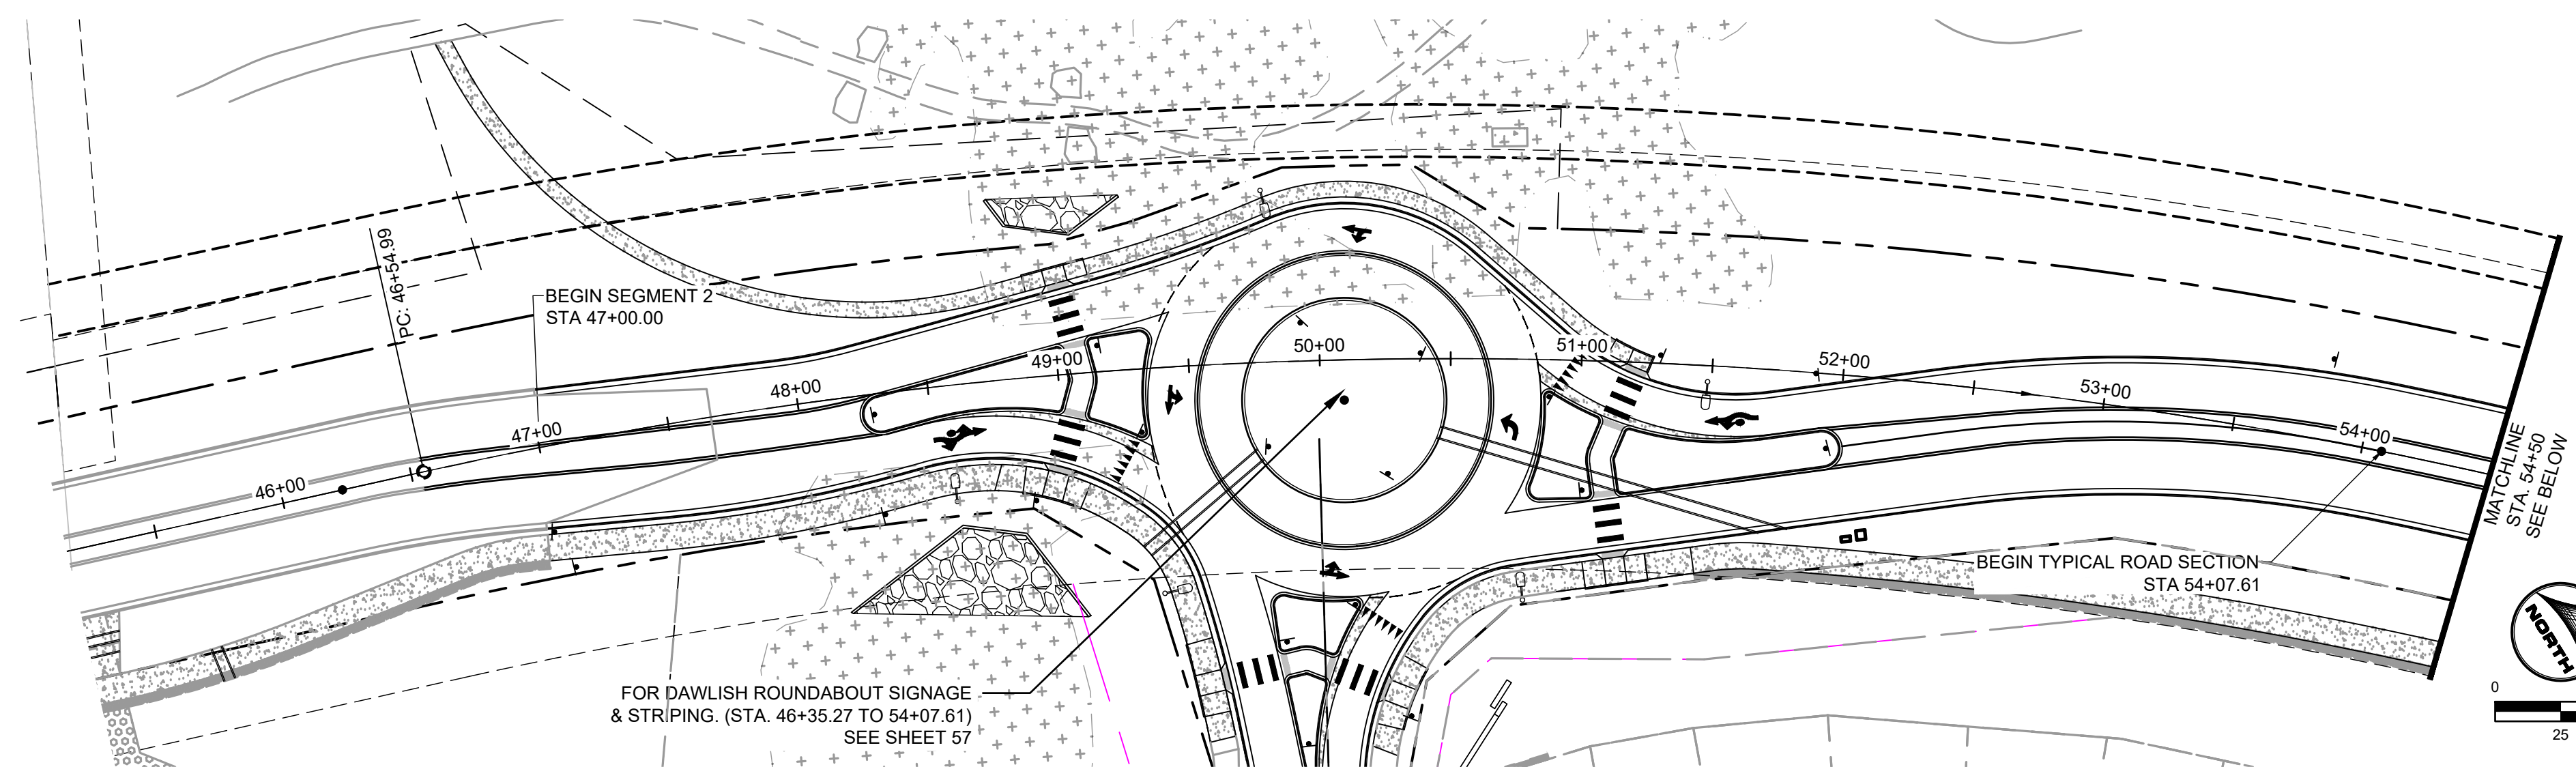 PC: 46+54.99
BEGIN SEGMENT 2
STA 47+00.00
46+00
47+00
48+00
49+00
50+00
51+00
52+00
53+00
54+00
MATCHLINE
STA. 54+50
SEE BELOW
BEGIN TYPICAL ROAD SECTION
STA 54+07.61
FOR DAWLISH ROUNDABOUT SIGNAGE
& STRIPING. (STA. 46+35.27 TO 54+07.61)
SEE SHEET 57
NORTH
0
25